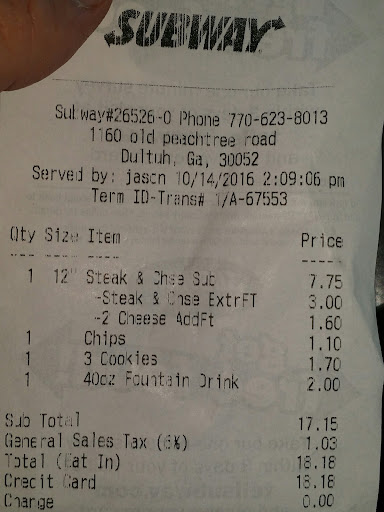 SUBWAY
Subway#26526-0 Phone 770-623-8013
1160 old peachtree road
Dultuh, Ga, 30052
Served by: jason 10/14/2016 2:09:06 pm
Term ID-Trans# 1/A-67553
Qty Size Item Price
---- ---- ---- -----
1 12" Steak & Chse Sub 7.75
-Steak & Chse ExtrFT 3.00
-2 Cheese AddFt 1.60
1 Chips 1.10
1 3 Cookies 1.70
1 40oz Fountain Drink 2.00
Sub Total 17.15
General Sales Tax (6%) 1.03
Total (Eat In) 18.18
Credit Card 18.18
Change 0.00